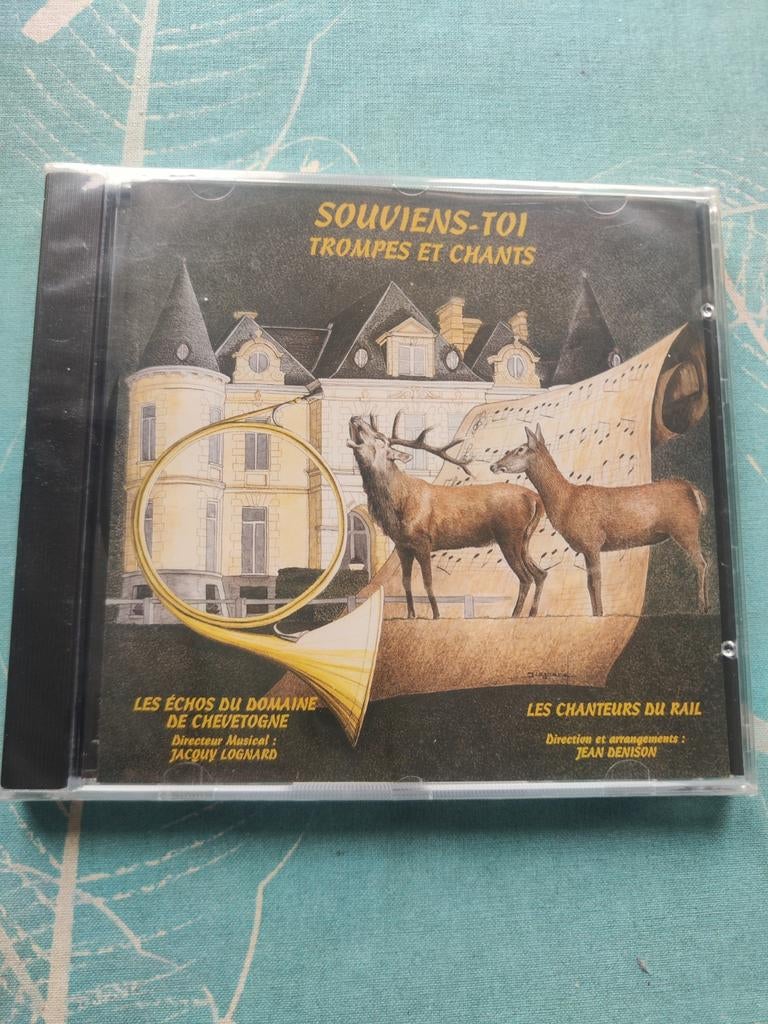 SOUVIENS-TOI
TROMPES ET CHANTS
LES ÉCHOS DU DOMAINE
DE CHEVETOGNE
Directeur Musical :
JACQUY LOGNARD
LES CHANTEURS DU RAIL
Direction et arrangements :
JEAN DENISON